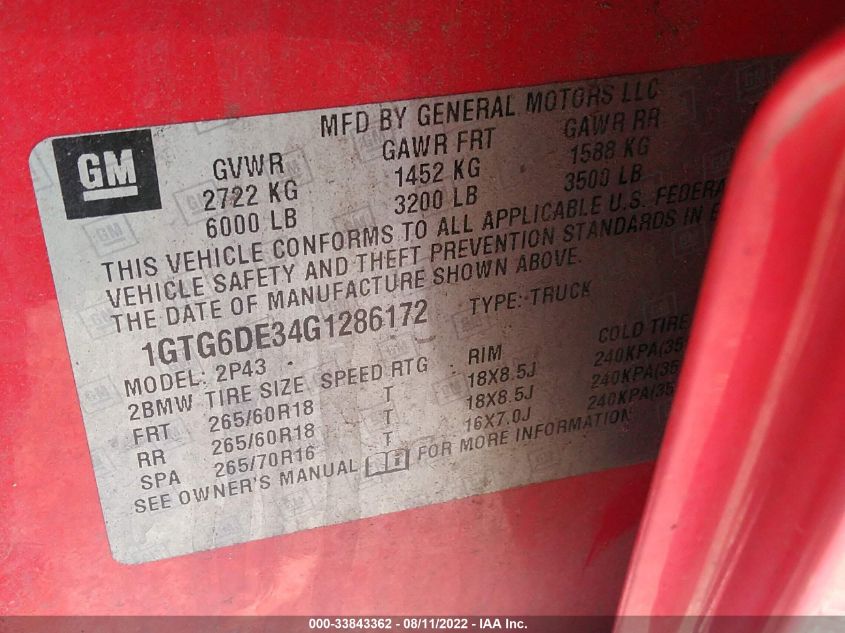 MFD BY GENERAL MOTORS LLC
GM GVWR GAWR FRT GAWR RR
2722 KG 1452 KG 1588 KG
6000 LB 3200 LB 3500 LB
THIS VEHICLE CONFORMS TO ALL APPLICABLE U.S. FEDERA
VEHICLE SAFETY AND THEFT PREVENTION STANDARDS IN E
THE DATE OF MANUFACTURE SHOWN ABOVE.
1GTG6DE34G1286172 TYPE: TRUCK
MODEL: 2P43
2BMW TIRE SIZE SPEED RTG RIM COLD TIRE
FRT 265/60R18 T 18X8.5J 240KPA(35
RR 265/60R18 T 18X8.5J 240KPA(35
SPA 265/70R16 T 16X7.0J 240KPA(35
SEE OWNER'S MANUAL FOR MORE INFORMATION
000-33843362 - 08/11/2022 - IAA Inc.